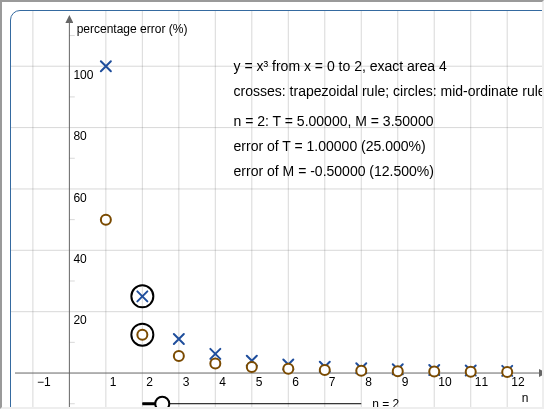 percentage error (%)
y = x³ from x = 0 to 2, exact area 4
crosses: trapezoidal rule; circles: mid-ordinate rule
n = 2: T = 5.00000, M = 3.50000
error of T = 1.00000 (25.000%)
error of M = -0.50000 (12.500%)
100
80
60
40
20
−1 1 2 3 4 5 6 7 8 9 10 11 12
n
n = 2